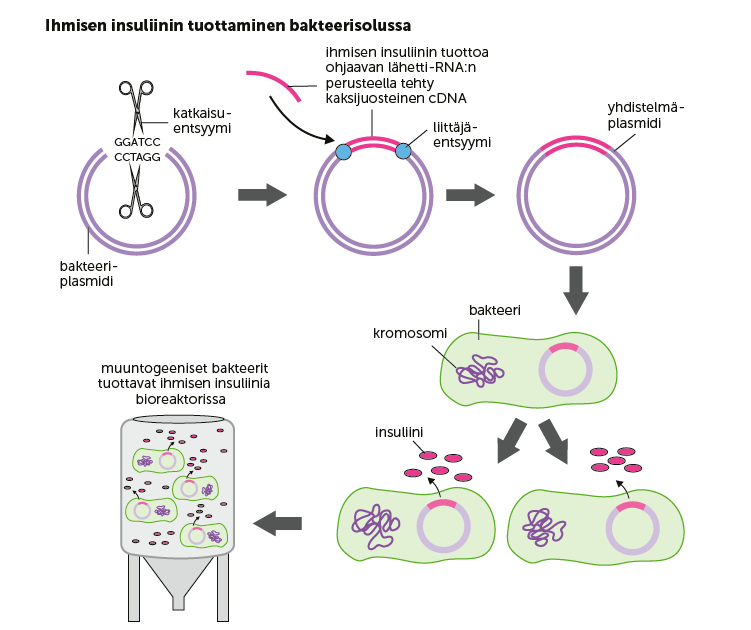 Ihmisen insuliinin tuottaminen bakteerisolussa
ihmisen insuliinin tuottoa
ohjaavan lähetti-RNA:n
perusteella tehty
kaksijuosteinen cDNA
katkaisu-
entsyymi
GGATCC
CCTAGG
liittäjä-
entsyymi
yhdistelmä-
plasmidi
bakteeri-
plasmidi
bakteeri
kromosomi
muuntogeeniset bakteerit
tuottavat ihmisen insuliinia
bioreaktorissa
insuliini